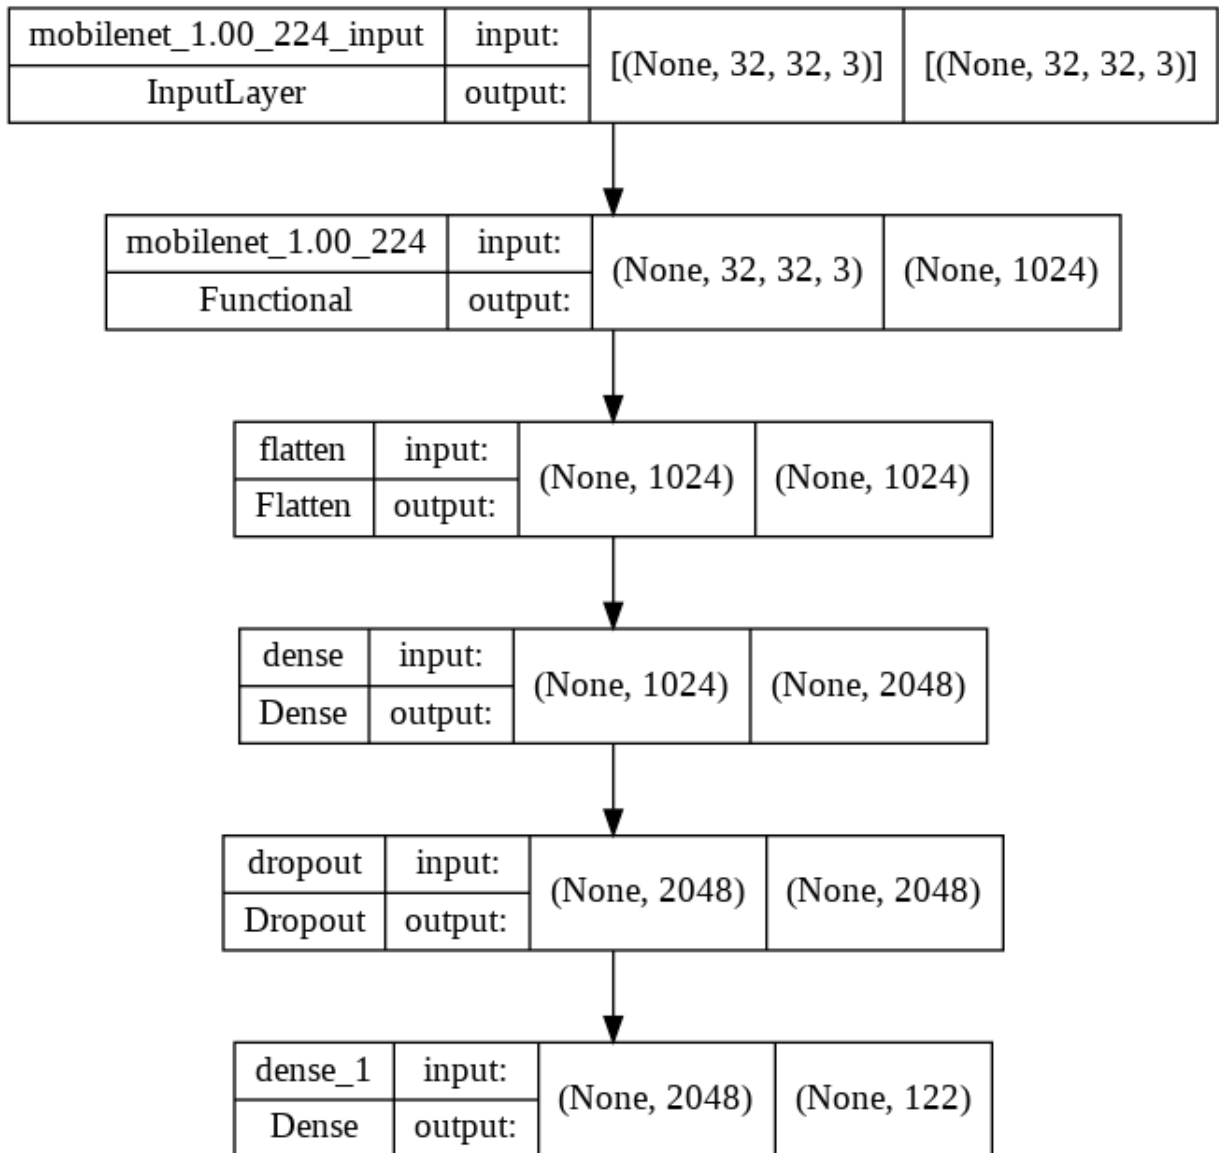 mobilenet_1.00_224_input input: [(None, 32, 32, 3)] [(None, 32, 32, 3)]
InputLayer output:
mobilenet_1.00_224 input: (None, 32, 32, 3) (None, 1024)
Functional output:
flatten input: (None, 1024) (None, 1024)
Flatten output:
dense input: (None, 1024) (None, 2048)
Dense output:
dropout input: (None, 2048) (None, 2048)
Dropout output:
dense_1 input: (None, 2048) (None, 122)
Dense output: